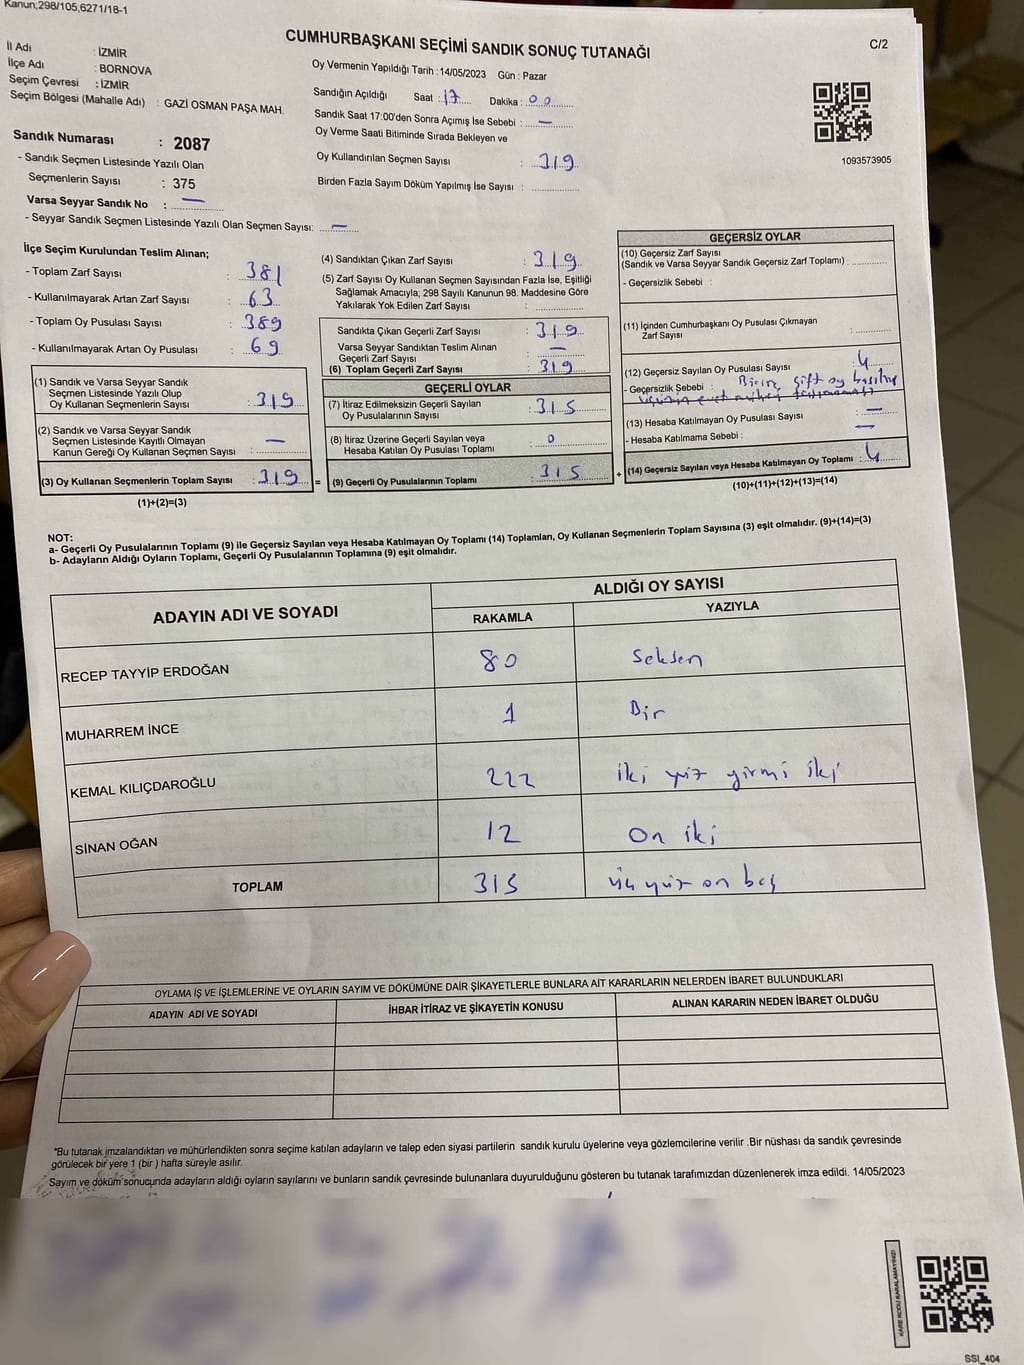 Kanun;298/105,6271/18-1
CUMHURBAŞKANI SEÇİMİ SANDIK SONUÇ TUTANAĞI
C/2
İl Adı : İZMİR
İlçe Adı : BORNOVA
Seçim Çevresi : İZMİR
Seçim Bölgesi (Mahalle Adı) : GAZİ OSMAN PAŞA MAH.
Sandık Numarası : 2087
- Sandık Seçmen Listesinde Yazılı Olan
Seçmenlerin Sayısı : 375
Varsa Seyyar Sandık No : —
- Seyyar Sandık Seçmen Listesinde Yazılı Olan Seçmen Sayısı: —
Oy Vermenin Yapıldığı Tarih : 14/05/2023 Gün : Pazar
Sandığın Açıldığı Saat : 17 Dakika : 00
Sandık Saat 17:00'den Sonra Açımış İse Sebebi : —
Oy Verme Saati Bitiminde Sırada Bekleyen ve
Oy Kullandırılan Seçmen Sayısı : 319
Birden Fazla Sayım Döküm Yapılmış İse Sayısı :
1093573905
İlçe Seçim Kurulundan Teslim Alınan;
- Toplam Zarf Sayısı : 381
- Kullanılmayarak Artan Zarf Sayısı : 63
- Toplam Oy Pusulası Sayısı : 389
- Kullanılmayarak Artan Oy Pusulası : 69
(1) Sandık ve Varsa Seyyar Sandık
Seçmen Listesinde Yazılı Olup
Oy Kullanan Seçmenlerin Sayısı : 319
(2) Sandık ve Varsa Seyyar Sandık
Seçmen Listesinde Kayıtlı Olmayan
Kanun Gereği Oy Kullanan Seçmen Sayısı : —
(3) Oy Kullanan Seçmenlerin Toplam Sayısı : 319 =
(1)+(2)=(3)
(4) Sandıktan Çıkan Zarf Sayısı : 319
(5) Zarf Sayısı Oy Kullanan Seçmen Sayısından Fazla İse, Eşitliği
Sağlamak Amacıyla; 298 Sayılı Kanunun 98. Maddesine Göre
Yakılarak Yok Edilen Zarf Sayısı :
Sandıkta Çıkan Geçerli Zarf Sayısı : 319
Varsa Seyyar Sandıktan Teslim Alınan
Geçerli Zarf Sayısı : —
(6) Toplam Geçerli Zarf Sayısı : 319
GEÇERLİ OYLAR
(7) İtiraz Edilmeksizin Geçerli Sayılan
Oy Pusulalarının Sayısı : 315
(8) İtiraz Üzerine Geçerli Sayılan veya
Hesaba Katılan Oy Pusulası Toplamı : 0
(9) Geçerli Oy Pusulalarının Toplamı : 315 +
GEÇERSİZ OYLAR
(10) Geçersiz Zarf Sayısı
(Sandık ve Varsa Seyyar Sandık Geçersiz Zarf Toplamı) :
- Geçersizlik Sebebi :
(11) İçinden Cumhurbaşkanı Oy Pusulası Çıkmayan
Zarf Sayısı :
(12) Geçersiz Sayılan Oy Pusulası Sayısı : 4
- Geçersizlik Sebebi : Birine çift oy basılmış
(13) Hesaba Katılmayan Oy Pusulası Sayısı : —
- Hesaba Katılmama Sebebi : —
(14) Geçersiz Sayılan veya Hesaba Katılmayan Oy Toplamı : 4
(10)+(11)+(12)+(13)=(14)
NOT:
a- Geçerli Oy Pusulalarının Toplamı (9) ile Geçersiz Sayılan veya Hesaba Katılmayan Oy Toplamı (14) Toplamları, Oy Kullanan Seçmenlerin Toplam Sayısına (3) eşit olmalıdır. (9)+(14)=(3)
b- Adayların Aldığı Oyların Toplamı, Geçerli Oy Pusulalarının Toplamına (9) eşit olmalıdır.
ADAYIN ADI VE SOYADI
ALDIĞI OY SAYISI
RAKAMLA YAZIYLA
RECEP TAYYİP ERDOĞAN 80 Seksen
MUHARREM İNCE 1 Bir
KEMAL KILIÇDAROĞLU 222 iki yüz yirmi iki
SİNAN OĞAN 12 On iki
TOPLAM 315 üç yüz on beş
OYLAMA İŞ VE İŞLEMLERİNE VE OYLARIN SAYIM VE DÖKÜMÜNE DAİR ŞİKAYETLERLE BUNLARA AİT KARARLARIN NELERDEN İBARET BULUNDUKLARI
ADAYIN ADI VE SOYADI İHBAR İTİRAZ VE ŞİKAYETİN KONUSU ALINAN KARARIN NEDEN İBARET OLDUĞU
*Bu tutanak imzalandıktan ve mühürlendikten sonra seçime katılan adayların ve talep eden siyasi partilerin sandık kurulu üyelerine veya gözlemcilerine verilir .Bir nüshası da sandık çevresinde
görülecek bir yere 1 (bir ) hafta süreyle asılır.
Sayım ve döküm sonucunda adayların aldığı oyların sayılarını ve bunların sandık çevresinde bulunanlara duyurulduğunu gösteren bu tutanak tarafımızdan düzenlenerek imza edildi. 14/05/2023
KARE KODU KARALAMAYINIZ!
SSI_404